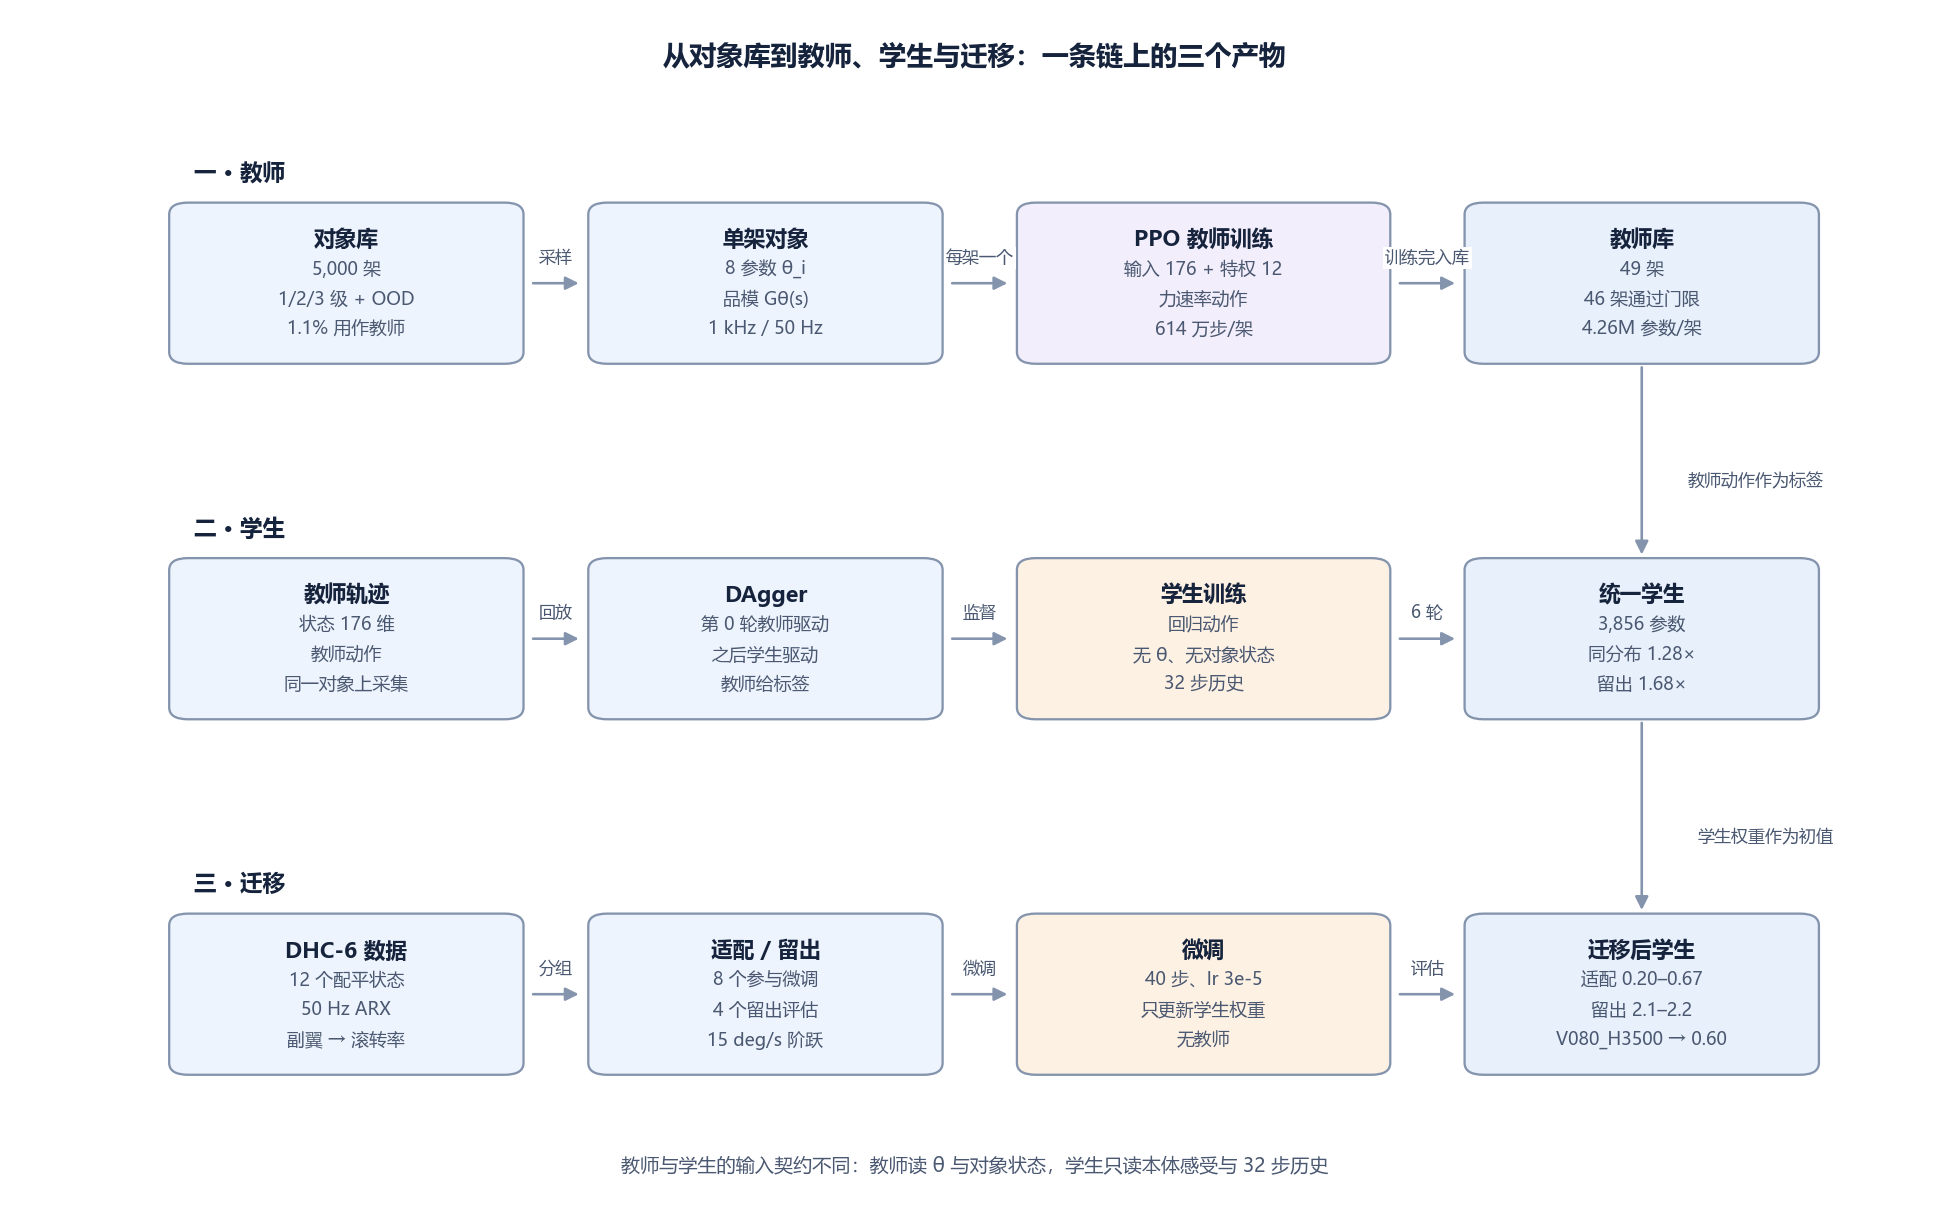 从对象库到教师、学生与迁移：一条链上的三个产物
一·教师
对象库
5,000 架
1/2/3 级 + OOD
1.1% 用作教师
采样
单架对象
8 参数 θ_i
品模 Gθ(s)
1 kHz / 50 Hz
每架一个
PPO 教师训练
输入 176 + 特权 12
力速率动作
614 万步/架
训练完入库
教师库
49 架
46 架通过门限
4.26M 参数/架
教师动作作为标签
二·学生
教师轨迹
状态 176 维
教师动作
同一对象上采集
回放
DAgger
第 0 轮教师驱动
之后学生驱动
教师给标签
监督
学生训练
回归动作
无 θ、无对象状态
32 步历史
6 轮
统一学生
3,856 参数
同分布 1.28×
留出 1.68×
学生权重作为初值
三·迁移
DHC-6 数据
12 个配平状态
50 Hz ARX
副翼 → 滚转率
分组
适配 / 留出
8 个参与微调
4 个留出评估
15 deg/s 阶跃
微调
微调
40 步、lr 3e-5
只更新学生权重
无教师
评估
迁移后学生
适配 0.20–0.67
留出 2.1–2.2
V080_H3500 → 0.60
教师与学生的输入契约不同：教师读 θ 与对象状态，学生只读本体感受与 32 步历史